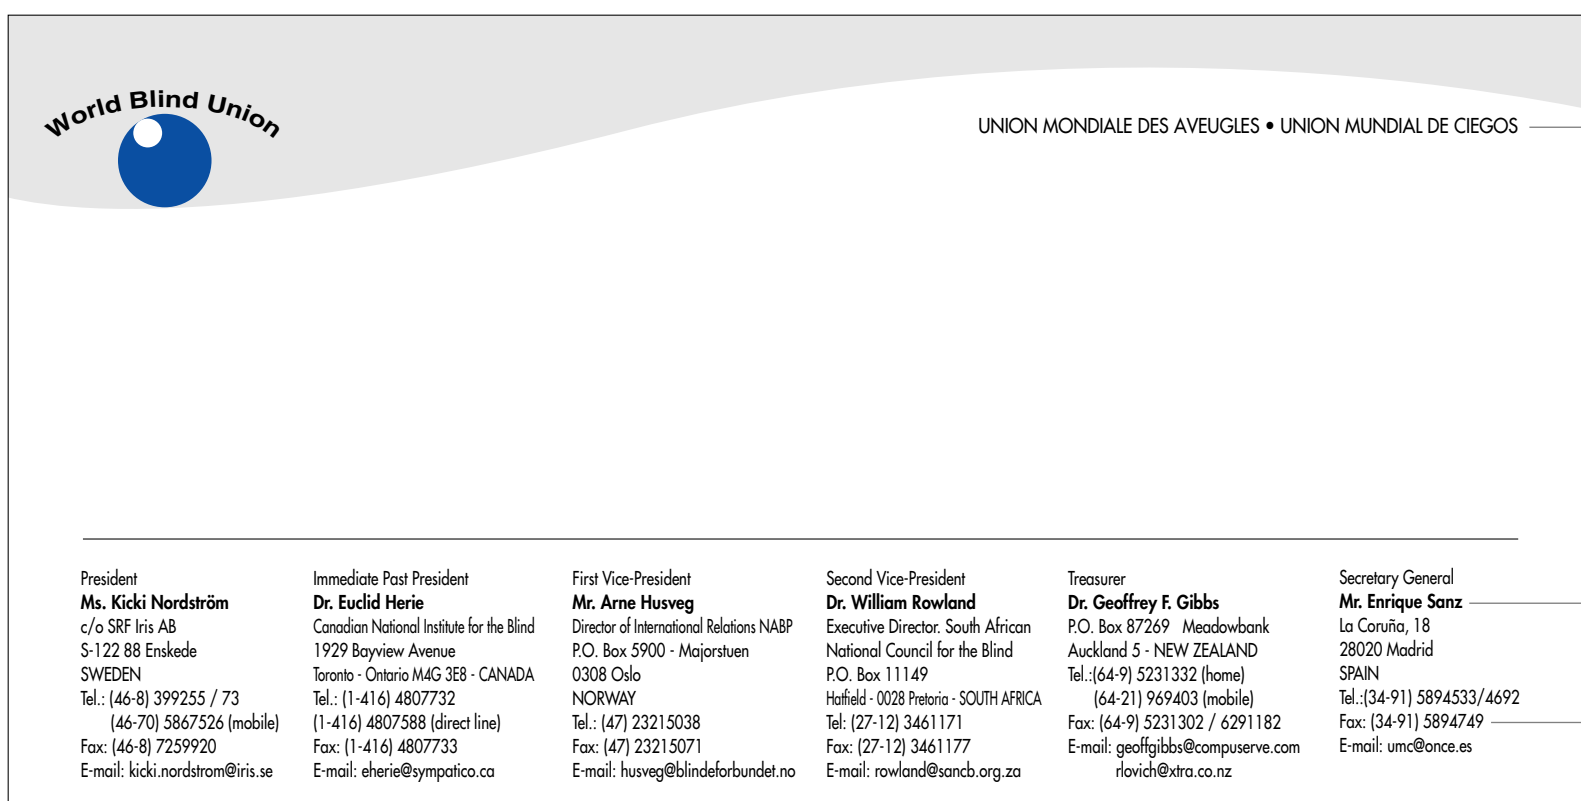 World Blind Union
UNION MONDIALE DES AVEUGLES • UNION MUNDIAL DE CIEGOS
President
Ms. Kicki Nordström
c/o SRF Iris AB
S-122 88 Enskede
SWEDEN
Tel.: (46-8) 399255 / 73
(46-70) 5867526 (mobile)
Fax: (46-8) 7259920
E-mail: kicki.nordstrom@iris.se
Immediate Past President
Dr. Euclid Herie
Canadian National Institute for the Blind
1929 Bayview Avenue
Toronto - Ontario M4G 3E8 - CANADA
Tel.: (1-416) 4807732
(1-416) 4807588 (direct line)
Fax: (1-416) 4807733
E-mail: eherie@sympatico.ca
First Vice-President
Mr. Arne Husveg
Director of International Relations NABP
P.O. Box 5900 - Majorstuen
0308 Oslo
NORWAY
Tel.: (47) 23215038
Fax: (47) 23215071
E-mail: husveg@blindeforbundet.no
Second Vice-President
Dr. William Rowland
Executive Director. South African
National Council for the Blind
P.O. Box 11149
Hatfield - 0028 Pretoria - SOUTH AFRICA
Tel: (27-12) 3461171
Fax: (27-12) 3461177
E-mail: rowland@sancb.org.za
Treasurer
Dr. Geoffrey F. Gibbs
P.O. Box 87269 Meadowbank
Auckland 5 - NEW ZEALAND
Tel.:(64-9) 5231332 (home)
(64-21) 969403 (mobile)
Fax: (64-9) 5231302 / 6291182
E-mail: geoffgibbs@compuserve.com
rlovich@xtra.co.nz
Secretary General
Mr. Enrique Sanz
La Coruña, 18
28020 Madrid
SPAIN
Tel.:(34-91) 5894533/4692
Fax: (34-91) 5894749
E-mail: umc@once.es